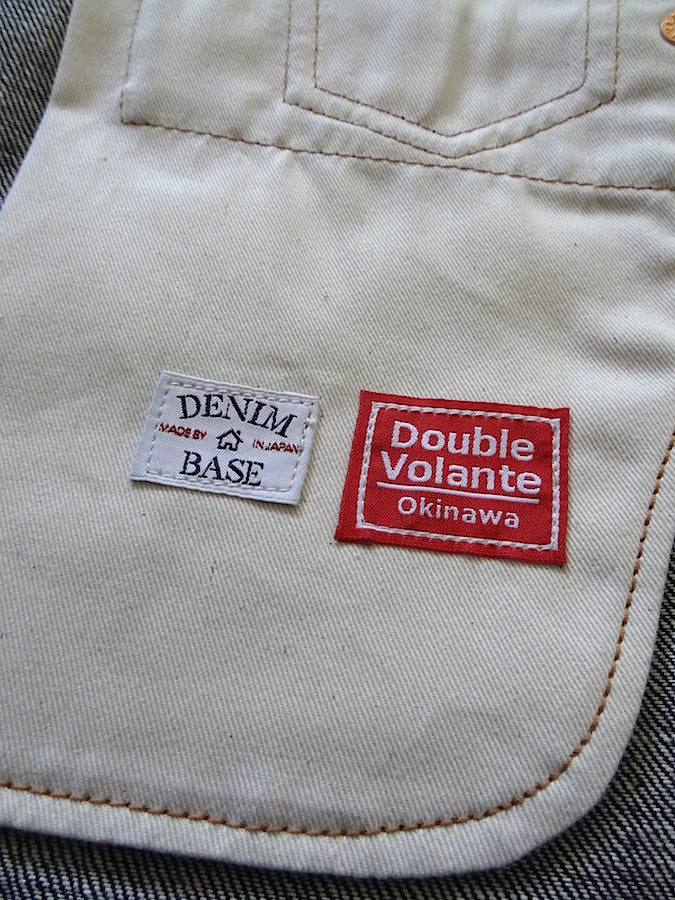 DENIM
MADE BY IN JAPAN
BASE
Double
Volante
Okinawa